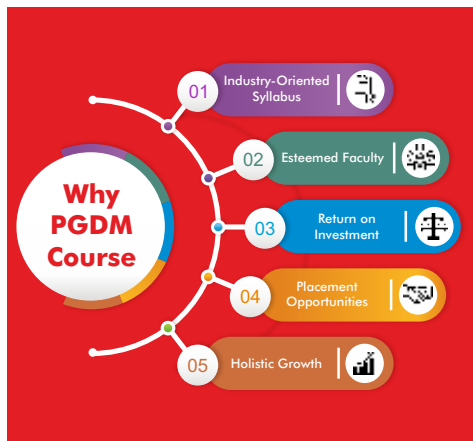 Why
PGDM
Course
01
Industry-Oriented
Syllabus
02
Esteemed Faculty
03
Return on
Investment
04
Placement
Opportunities
05
Holistic Growth